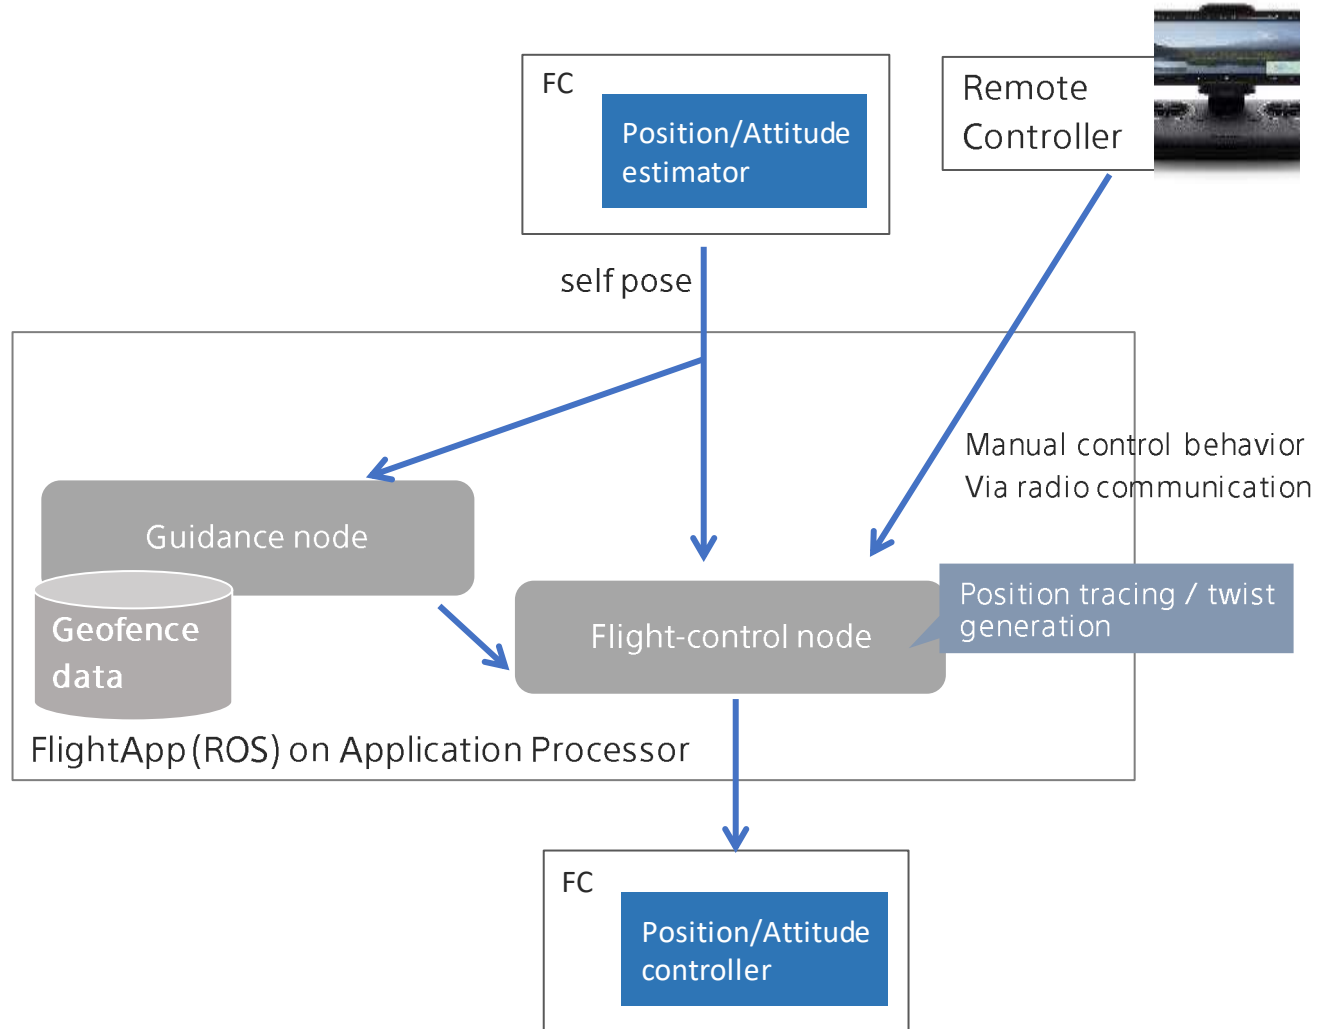 FC
Position/Attitude
estimator
Remote
Controller
self pose
Manual control behavior
Via radio communication
Guidance node
Geofence
data
Flight-control node
Position tracing / twist
generation
FlightApp (ROS) on Application Processor
FC
Position/Attitude
controller